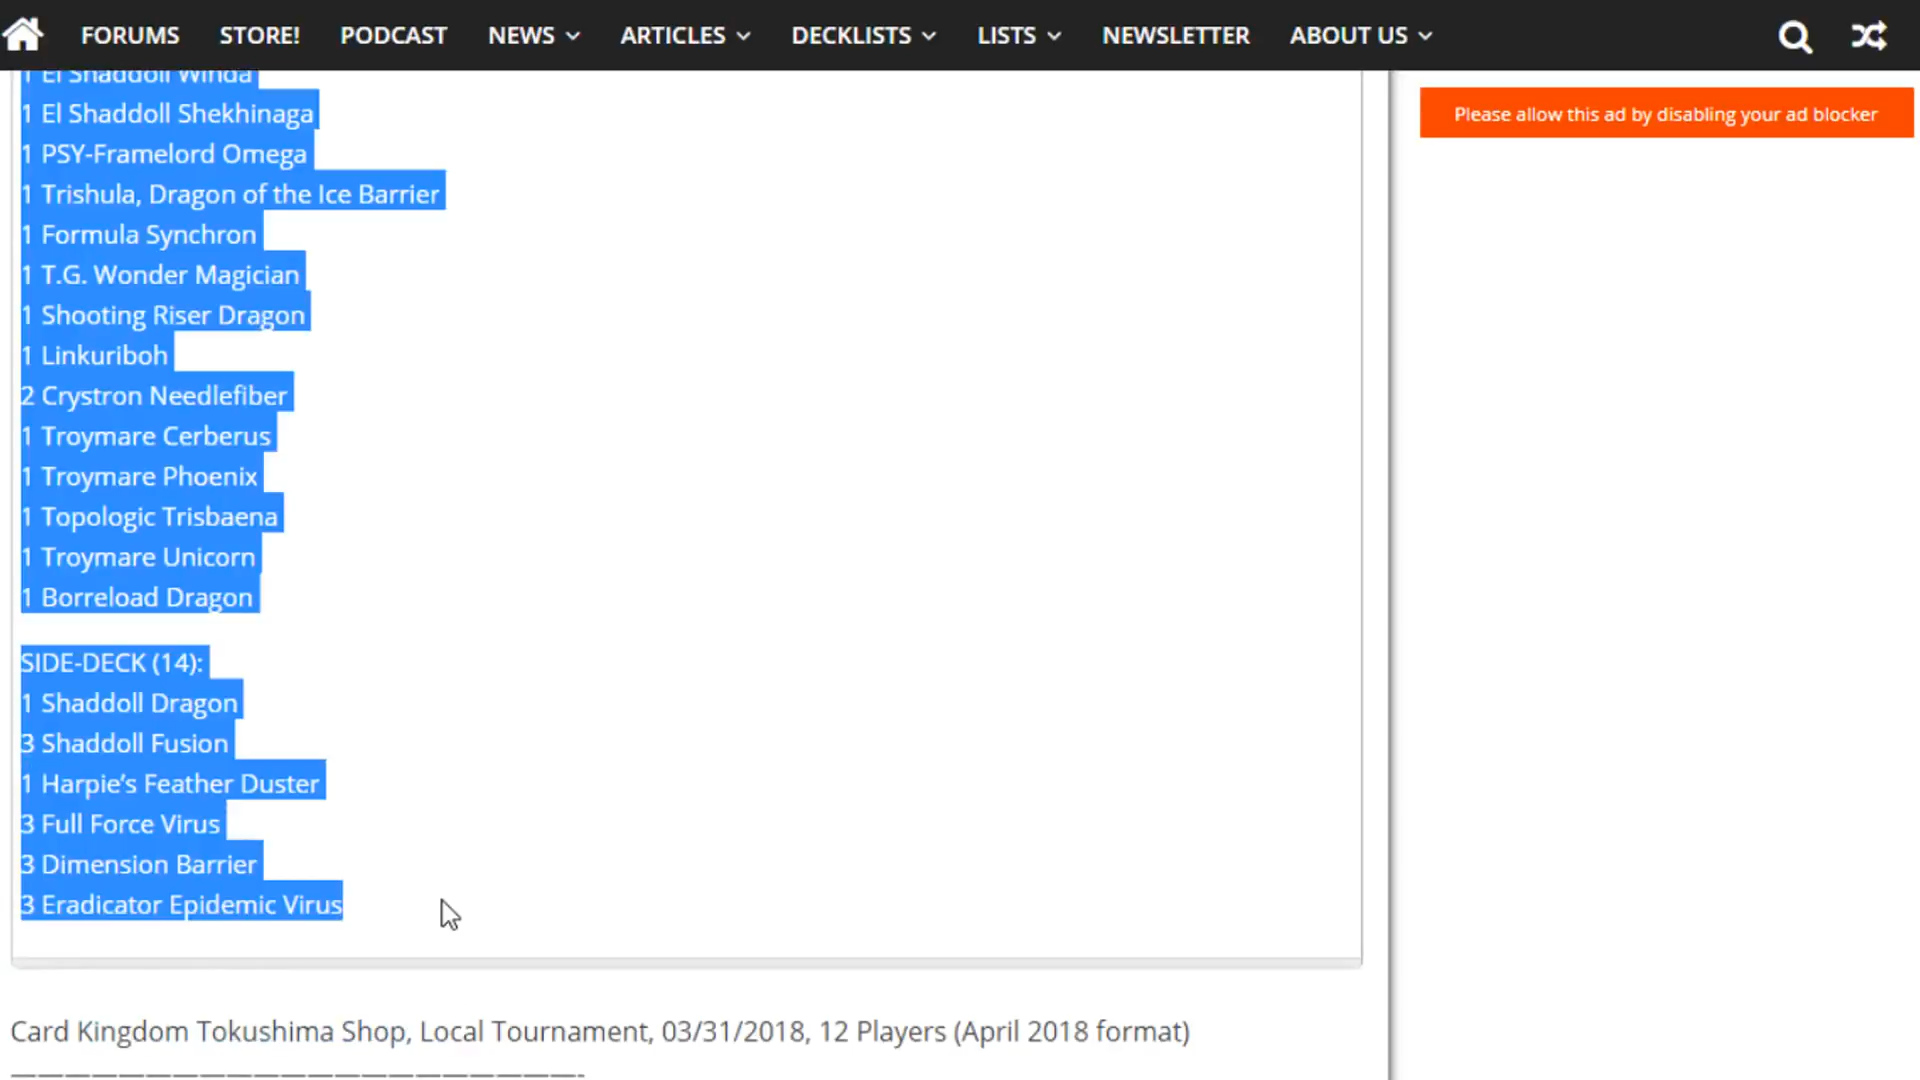 FORUMS STORE! PODCAST NEWS ARTICLES DECKLISTS LISTS NEWSLETTER ABOUT US
1 El Shaddoll Winda
1 El Shaddoll Shekhinaga
1 PSY-Framelord Omega
1 Trishula, Dragon of the Ice Barrier
1 Formula Synchron
1 T.G. Wonder Magician
1 Shooting Riser Dragon
1 Linkuriboh
2 Crystron Needlefiber
1 Troymare Cerberus
1 Troymare Phoenix
1 Topologic Trisbaena
1 Troymare Unicorn
1 Borreload Dragon
SIDE-DECK (14):
1 Shaddoll Dragon
3 Shaddoll Fusion
1 Harpie’s Feather Duster
3 Full Force Virus
3 Dimension Barrier
3 Eradicator Epidemic Virus
Card Kingdom Tokushima Shop, Local Tournament, 03/31/2018, 12 Players (April 2018 format)
—————————————————————-
Please allow this ad by disabling your ad blocker